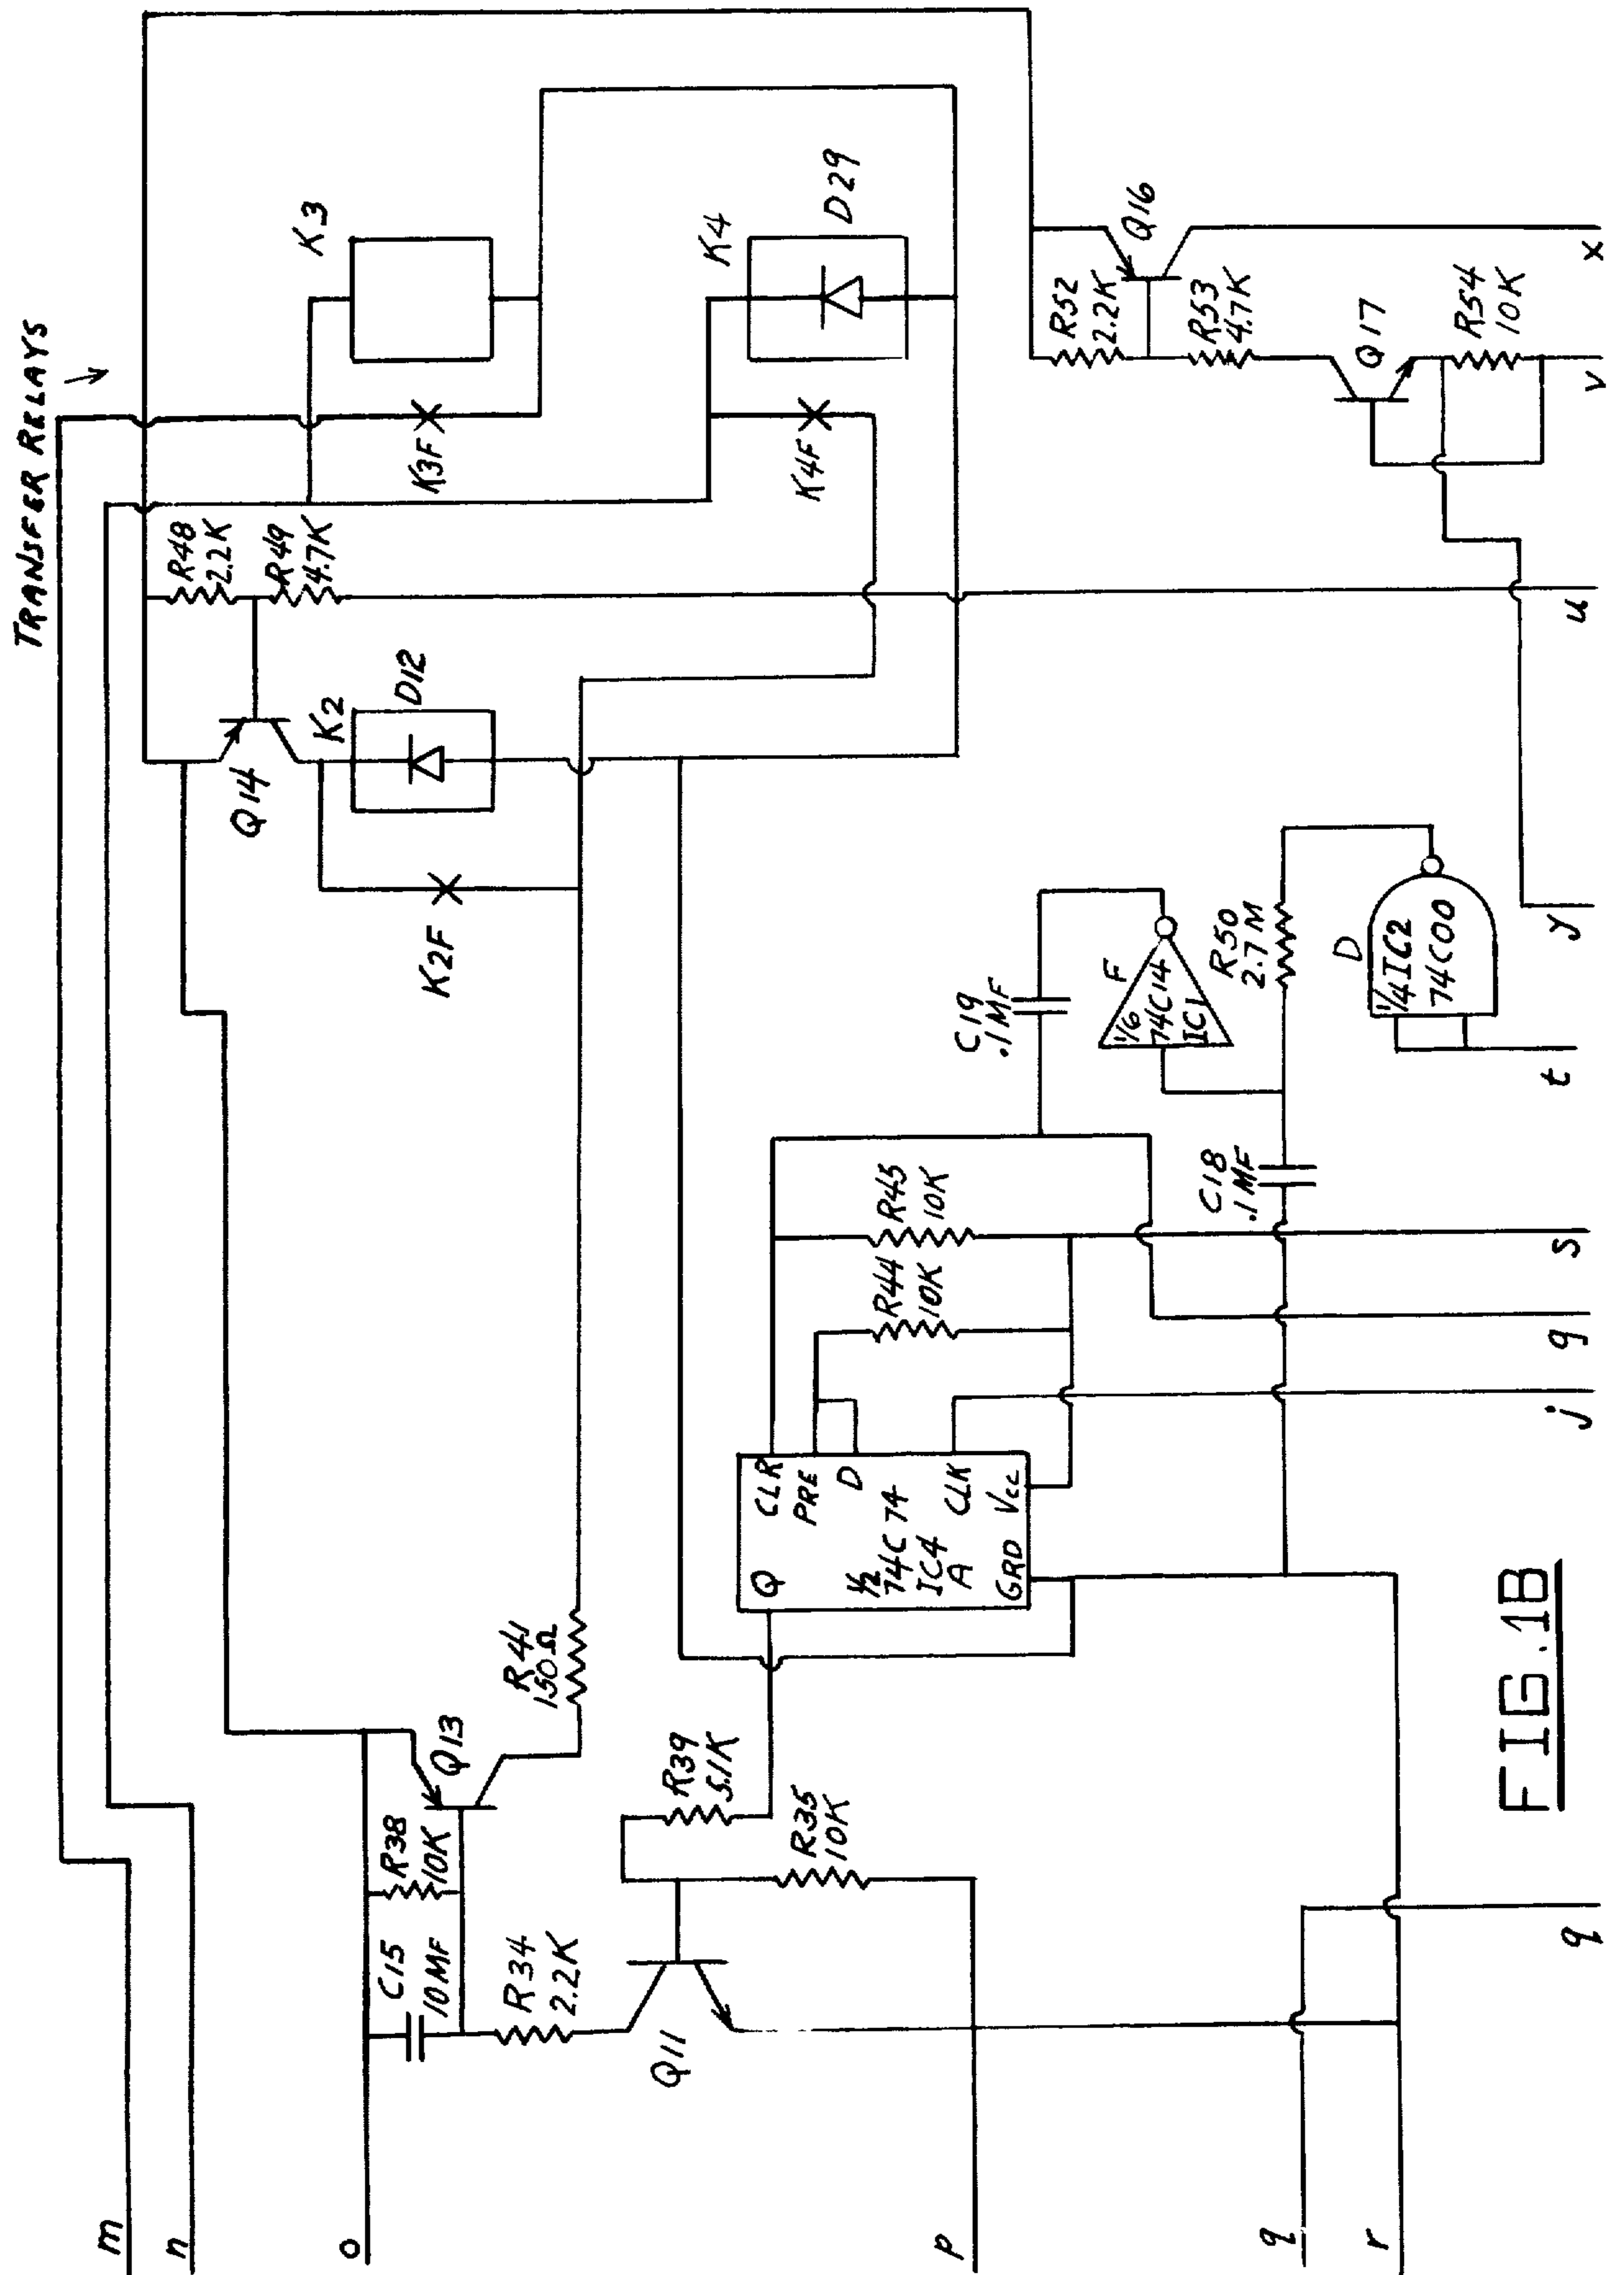 TRANSFER RELAYS
m
n
o
p
q
r
K3
K3F
K4
D29
K4F
R48
2.2K
R49
4.7K
Q14
K2
D12
K2F
R52
2.2K
Q16
R53
4.7K
Q17
R54
10K
R41
150Ω
Q13
R38
10K
C15
10MF
R34
2.2K
Q11
R39
5.1K
R35
10K
Q
CLR
PRE
D
1/2
74C74
IC4
A
CLK
GRD
Vcc
R44
10K
R45
10K
C19
.1MF
F
1/6
74C14
IC1
C18
.1MF
R50
2.7M
D
1/4IC2
74C00
q
j
g
s
t
y
u
v
x
FIG.1B